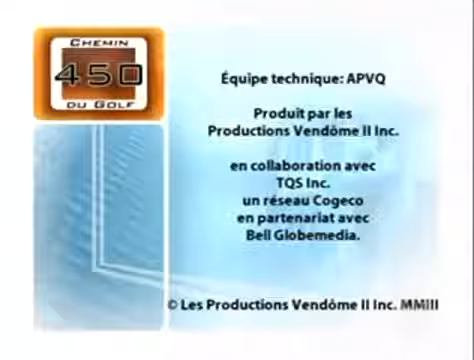 CHEMIN
450
DU GOLF
Équipe technique: APVQ
Produit par les
Productions Vendôme II Inc.
en collaboration avec
TQS Inc.
un réseau Cogeco
en partenariat avec
Bell Globemedia.
© Les Productions Vendôme II Inc. MMIII